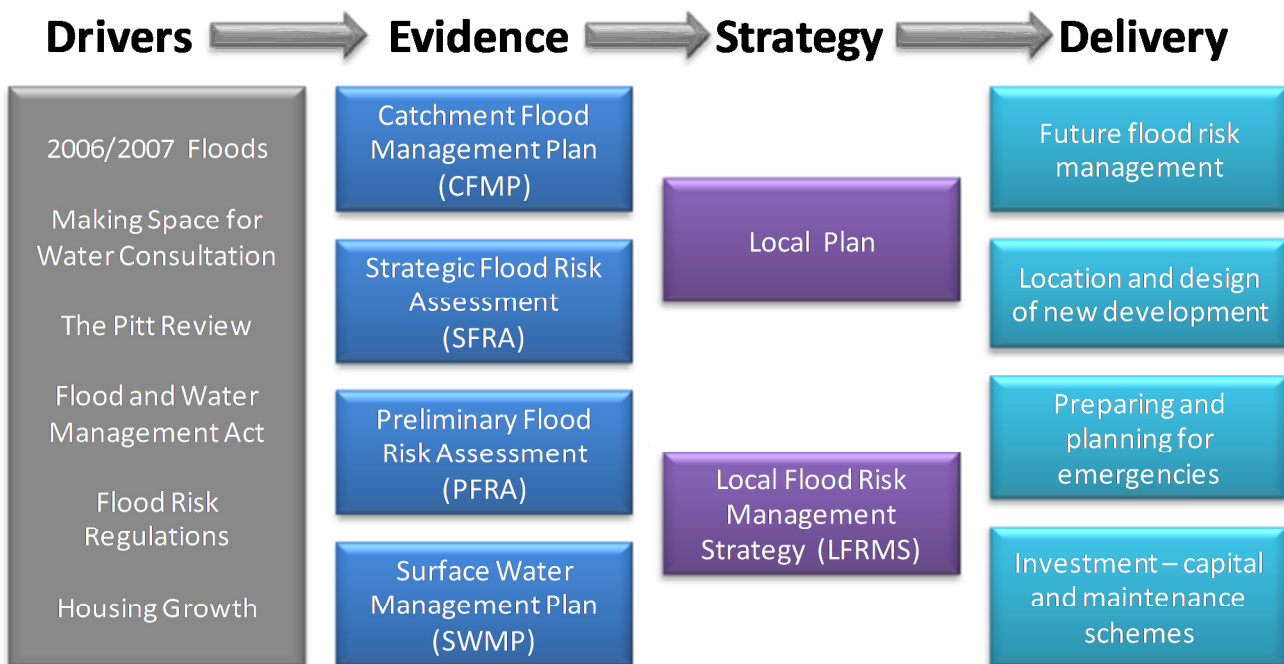 Drivers
Evidence
Strategy
Delivery
2006/2007 Floods
Making Space for
Water Consultation
The Pitt Review
Flood and Water
Management Act
Flood Risk
Regulations
Housing Growth
Catchment Flood
Management Plan
(CFMP)
Strategic Flood Risk
Assessment
(SFRA)
Preliminary Flood
Risk Assessment
(PFRA)
Surface Water
Management Plan
(SWMP)
Local Plan
Local Flood Risk
Management
Strategy (LFRMS)
Future flood risk
management
Location and design
of new development
Preparing and
planning for
emergencies
Investment – capital
and maintenance
schemes